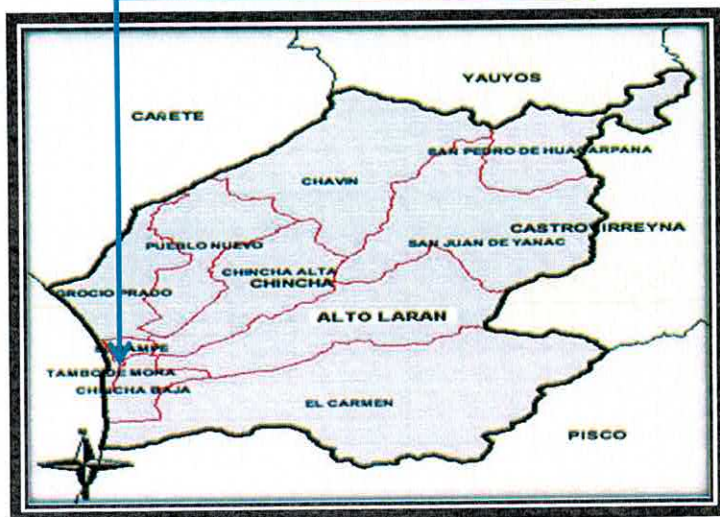 YAUYOS
CAÑETE
SAN PEDRO DE HUACARPANA
CHAVIN
CASTROVIRREYNA
PUEBLO NUEVO
SAN JUAN DE YANAC
CHINCHA ALTA
CHINCHA
GROCIO PRADO
ALTO LARAN
TAMBO DE MORA
CHINCHA BAJA
EL CARMEN
PISCO